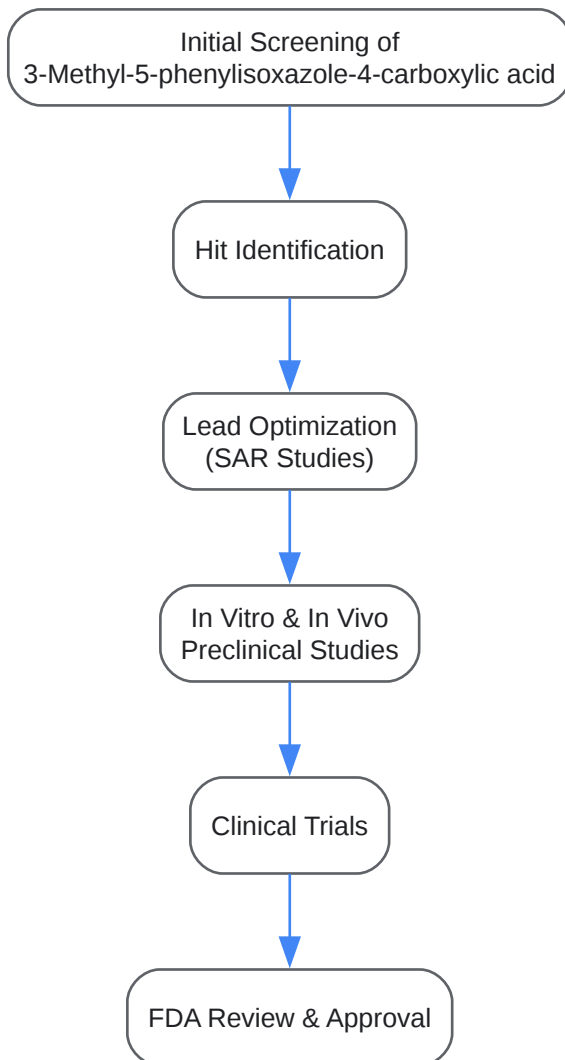 Initial Screening of
3-Methyl-5-phenylisoxazole-4-carboxylic acid
Hit Identification
Lead Optimization
(SAR Studies)
In Vitro & In Vivo
Preclinical Studies
Clinical Trials
FDA Review & Approval